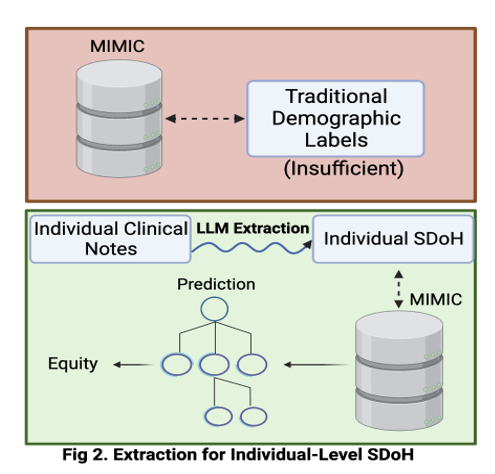 MIMIC
Traditional
Demographic
Labels
(Insufficient)
Individual Clinical
Notes
LLM Extraction
Individual SDoH
Prediction
MIMIC
Equity
Fig 2. Extraction for Individual-Level SDoH